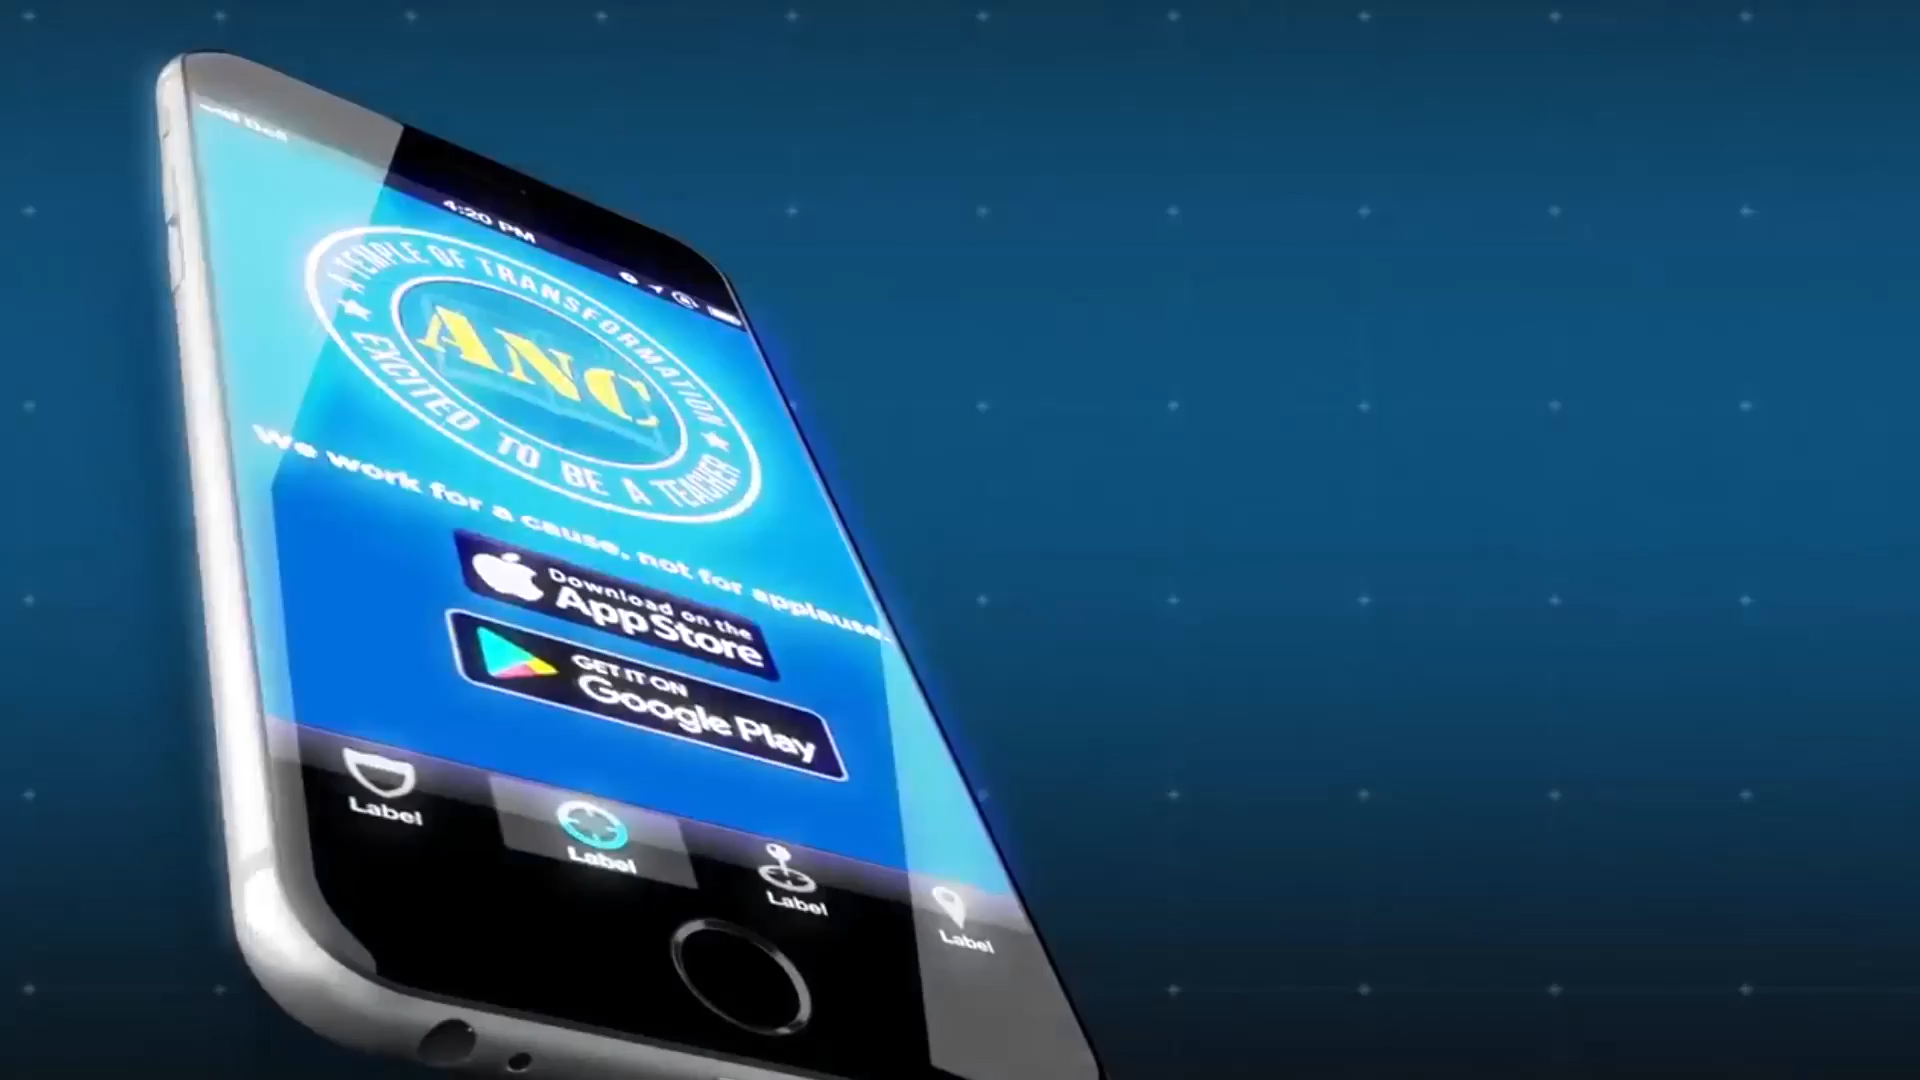 4:20 PM
A TEMPLE OF TRANSFORMATION
ANC
EXCITED TO BE A TEACHER
We work for a cause, not for applause.
Download on the
App Store
GET IT ON
Google Play
Label
Label
Label
Label